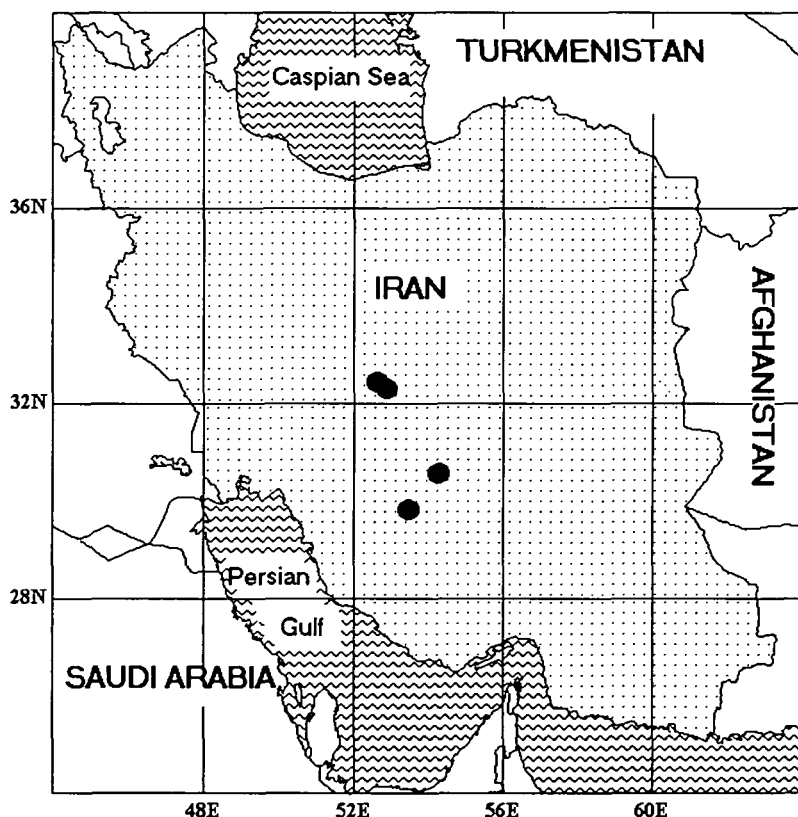 TURKMENISTAN
Caspian Sea
36N
IRAN
AFGHANISTAN
32N
Persian
Gulf
28N
SAUDI ARABIA
48E
52E
56E
60E